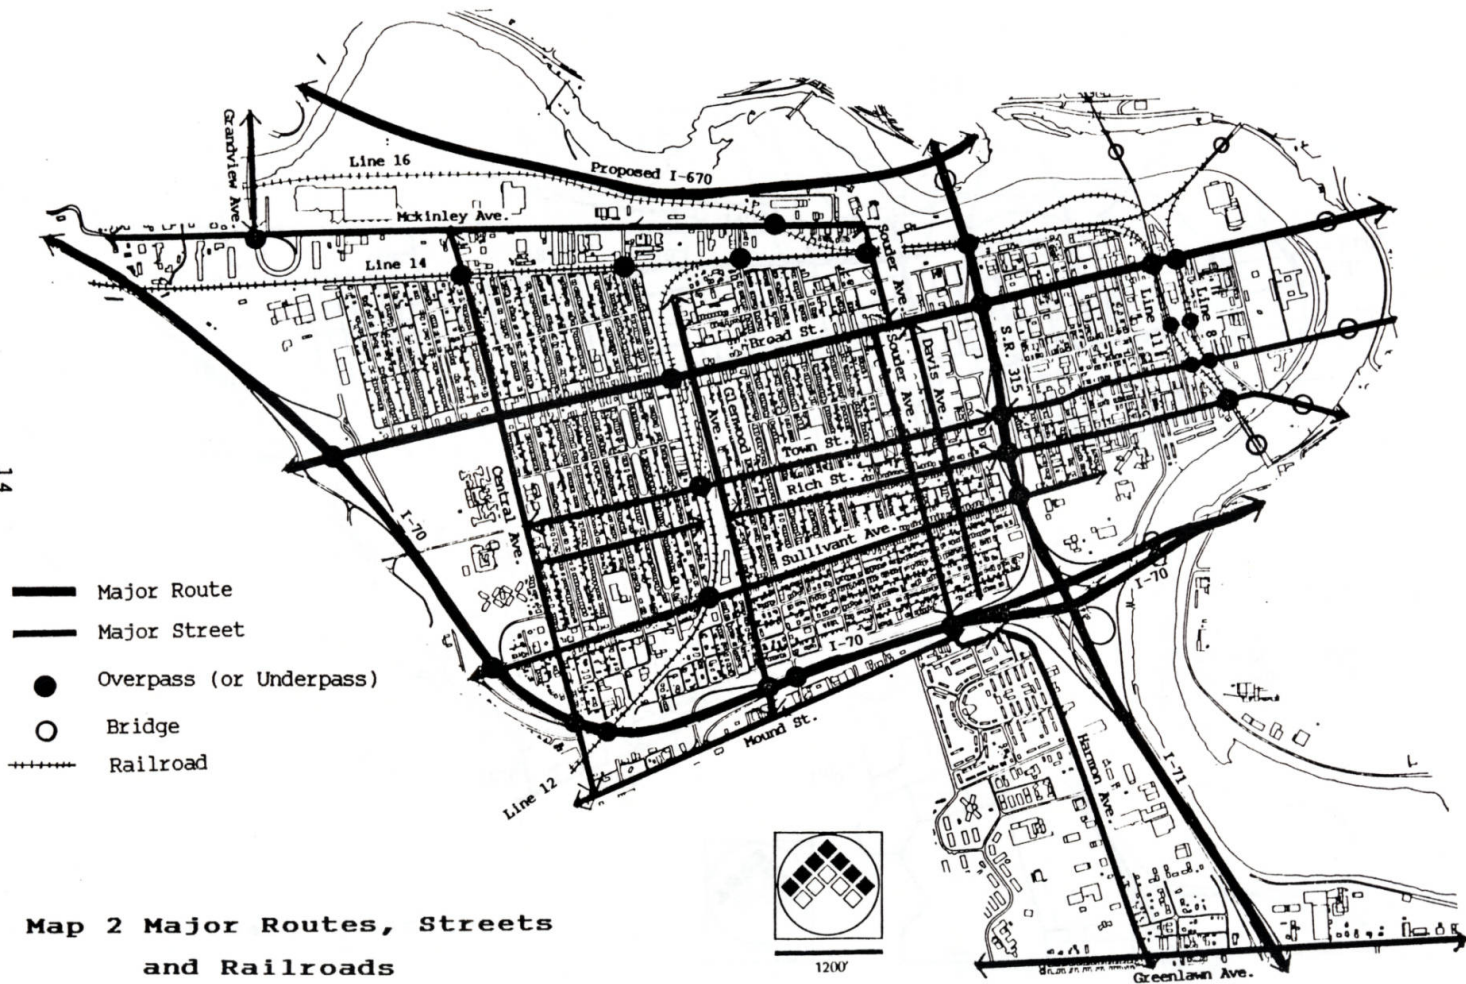 Grandview Ave.
Line 16
Proposed I-670
Mckinley Ave.
Line 14
Souder Ave.
Broad St.
Souder Ave.
Davis Ave.
S.R. 315
Line 11
Line 8
Glenwood Ave.
Town St.
Rich St.
Central Ave.
Sullivant Ave.
I-70
14
Major Route
Major Street
Overpass (or Underpass)
Bridge
Railroad
I-70
I-70
Mound St.
Line 12
Harmon Ave.
I-71
Greenlawn Ave.
1200'
Map 2 Major Routes, Streets
and Railroads